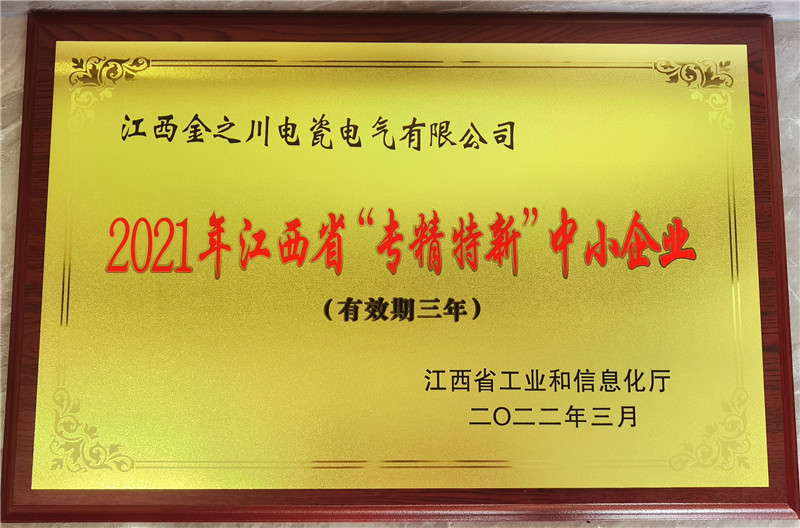 江西金之川电瓷电气有限公司
2021年江西省“专精特新”中小企业
（有效期三年）
江西省工业和信息化厅
二〇二二年三月